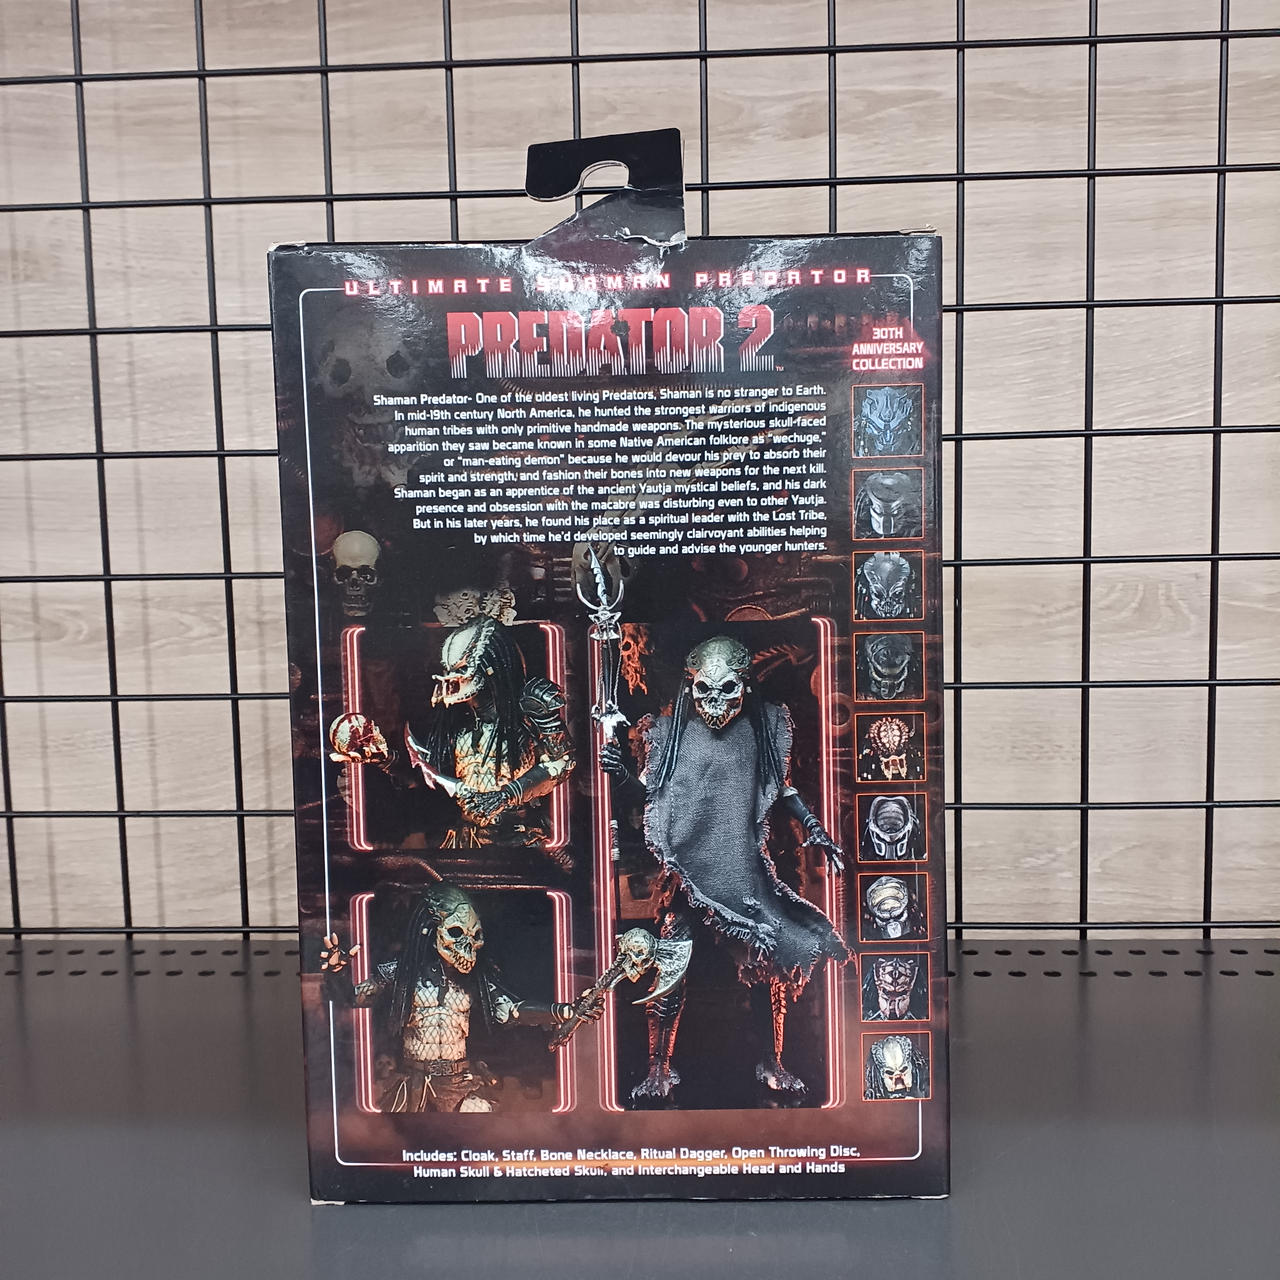 ULTIMATE SHAMAN PREDATOR
PREDATOR 2™
30TH
ANNIVERSARY
COLLECTION
Shaman Predator- One of the oldest living Predators, Shaman is no stranger to Earth.
In mid-19th century North America, he hunted the strongest warriors of indigenous
human tribes with only primitive handmade weapons. The mysterious skull-faced
apparition they saw became known in some Native American folklore as "wechuge,"
or "man-eating demon" because he would devour his prey to absorb their
spirit and strength, and fashion their bones into new weapons for the next kill.
Shaman began as an apprentice of the ancient Yautja mystical beliefs, and his dark
presence and obsession with the macabre was disturbing even to other Yautja.
But in his later years, he found his place as a spiritual leader with the Lost Tribe,
by which time he'd developed seemingly clairvoyant abilities helping
to guide and advise the younger hunters.
Includes: Cloak, Staff, Bone Necklace, Ritual Dagger, Open Throwing Disc,
Human Skull & Hatcheted Skull, and Interchangeable Head and Hands